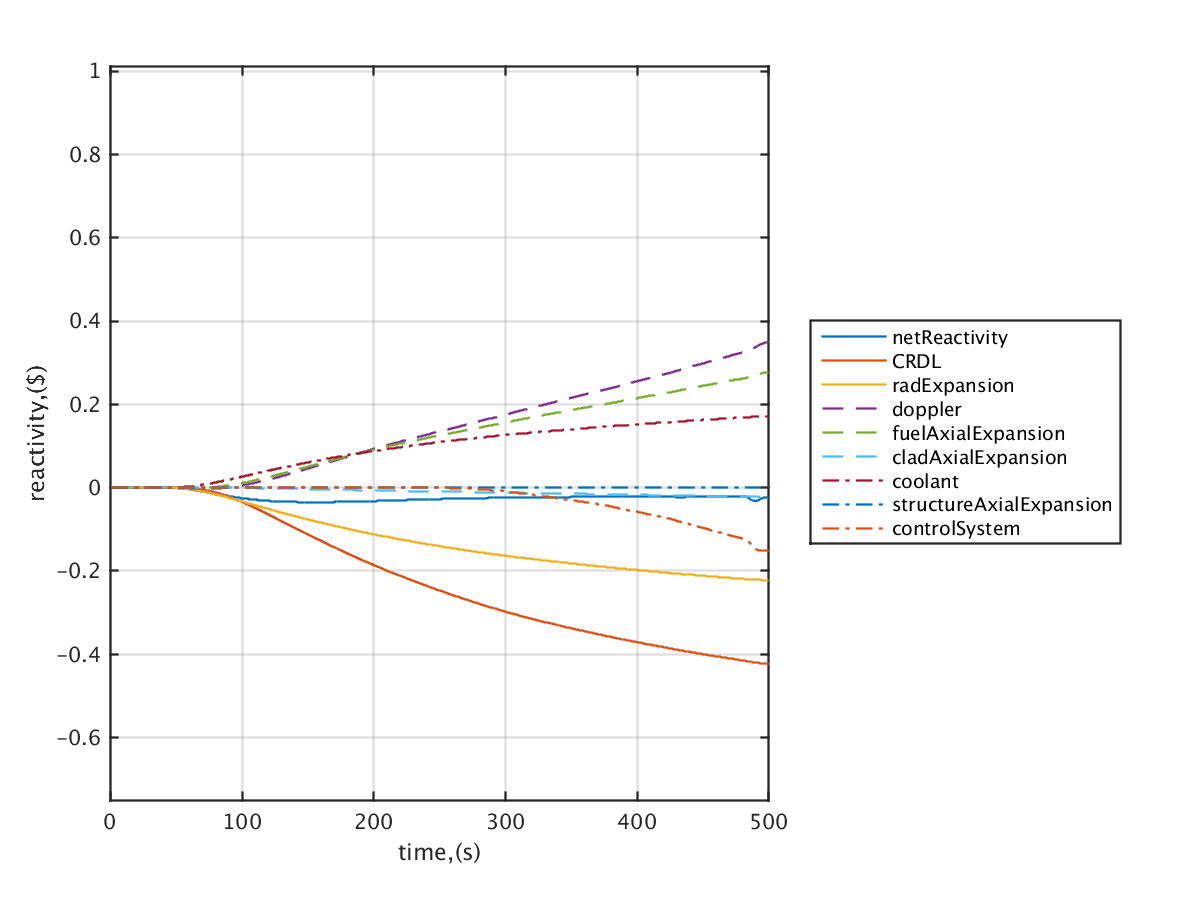 1
0.8
0.6
0.4
0.2
0
−0.2
−0.4
−0.6
reactivity,($)
0 100 200 300 400 500
time,(s)
netReactivity
CRDL
radExpansion
doppler
fuelAxialExpansion
cladAxialExpansion
coolant
structureAxialExpansion
controlSystem